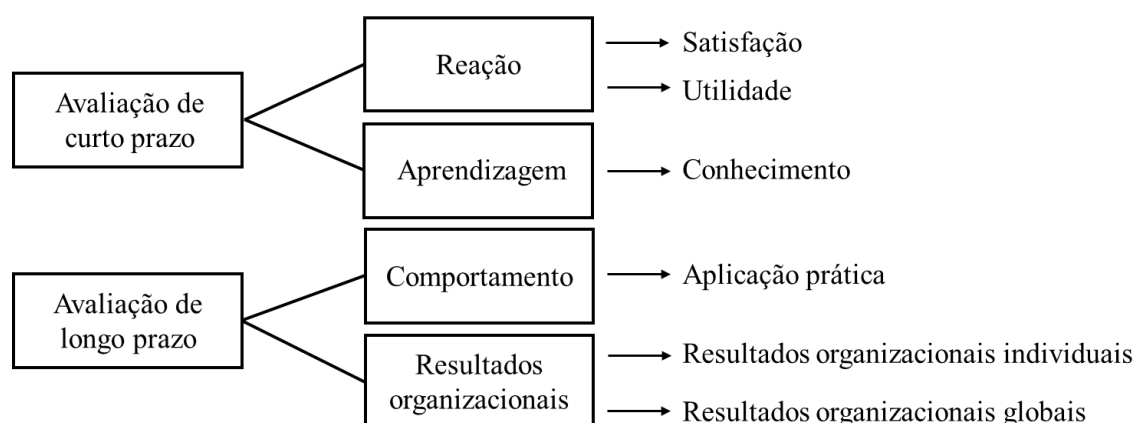 Avaliação de
curto prazo
Reação
Satisfação
Utilidade
Aprendizagem
Conhecimento
Avaliação de
longo prazo
Comportamento
Aplicação prática
Resultados
organizacionais
Resultados organizacionais individuais
Resultados organizacionais globais